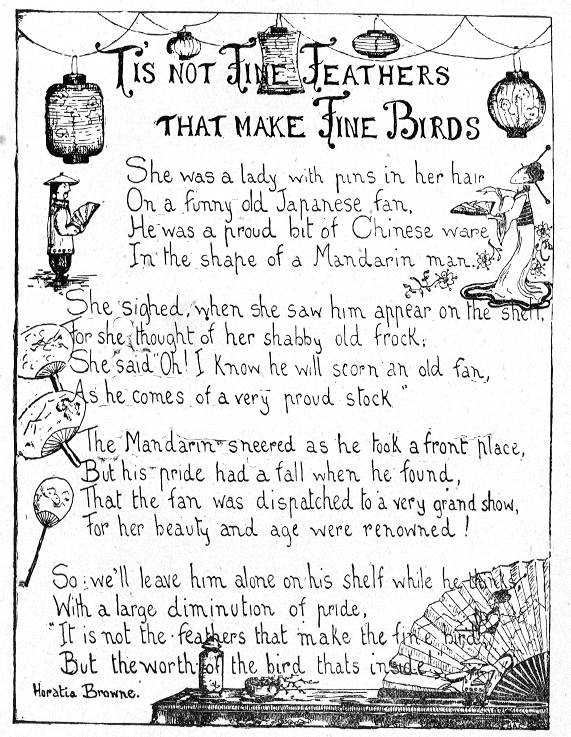 TIS NOT FINE FEATHERS
THAT MAKE FINE BIRDS
She was a lady with pins in her hair
On a funny old Japanese fan,
He was a proud bit of Chinese ware
In the shape of a Mandarin man.
She sighed, when she saw him appear on the shelf,
For she thought of her shabby old frock;
She said "Oh! I know he will scorn an old fan,
As he comes of a very proud stock"
The Mandarin sneered as he took a front place,
But his pride had a fall when he found,
That the fan was dispatched to a very grand show,
For her beauty and age were renowned!
So we'll leave him alone on his shelf while he thinks
With a large diminution of pride,
"It is not the feathers that make the fine birds
But the worth of the bird thats inside"
Horatia Browne.